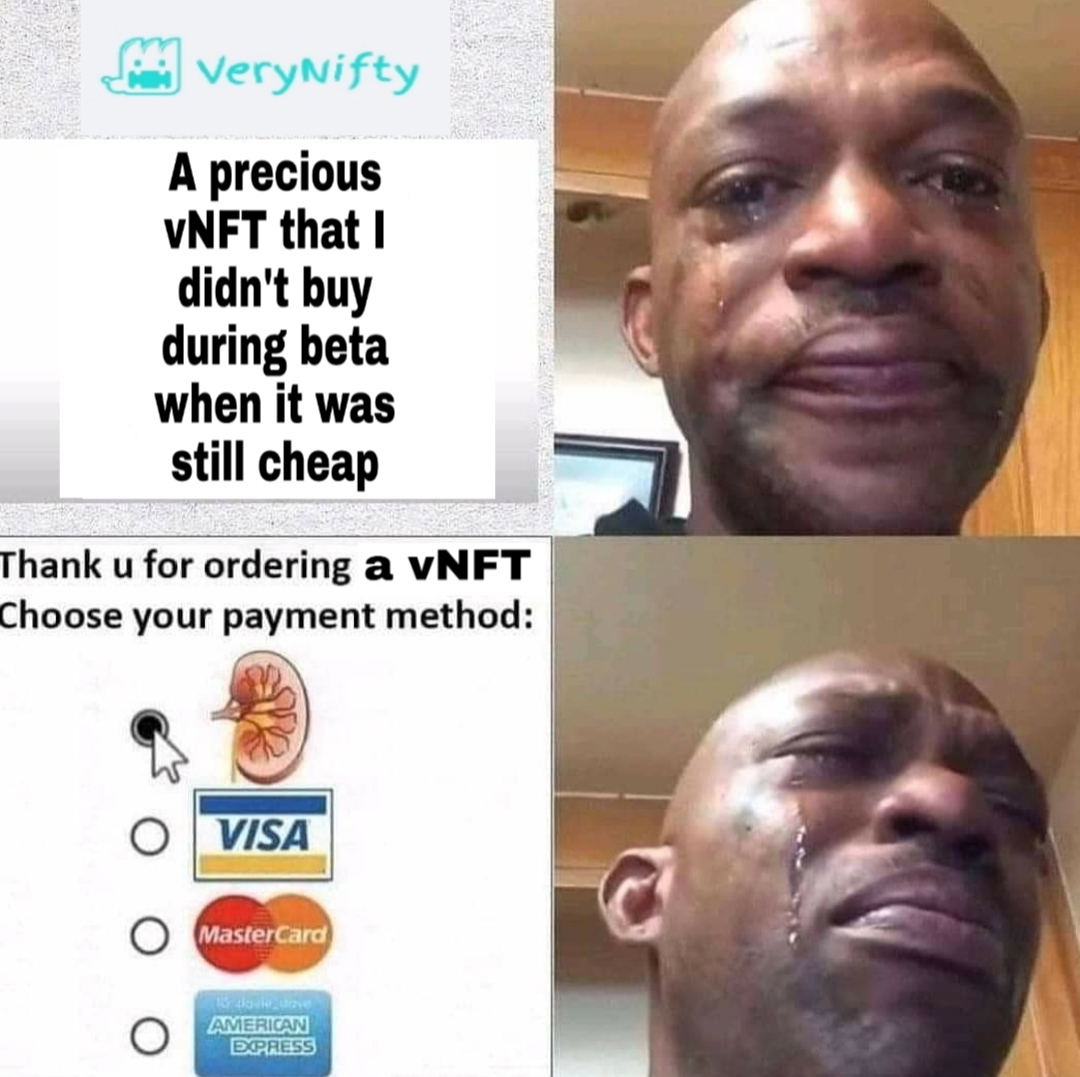 VeryNifty
A precious
vNFT that I
didn't buy
during beta
when it was
still cheap
Thank u for ordering a vNFT
Choose your payment method:
VISA
MasterCard
AMERICAN
EXPRESS